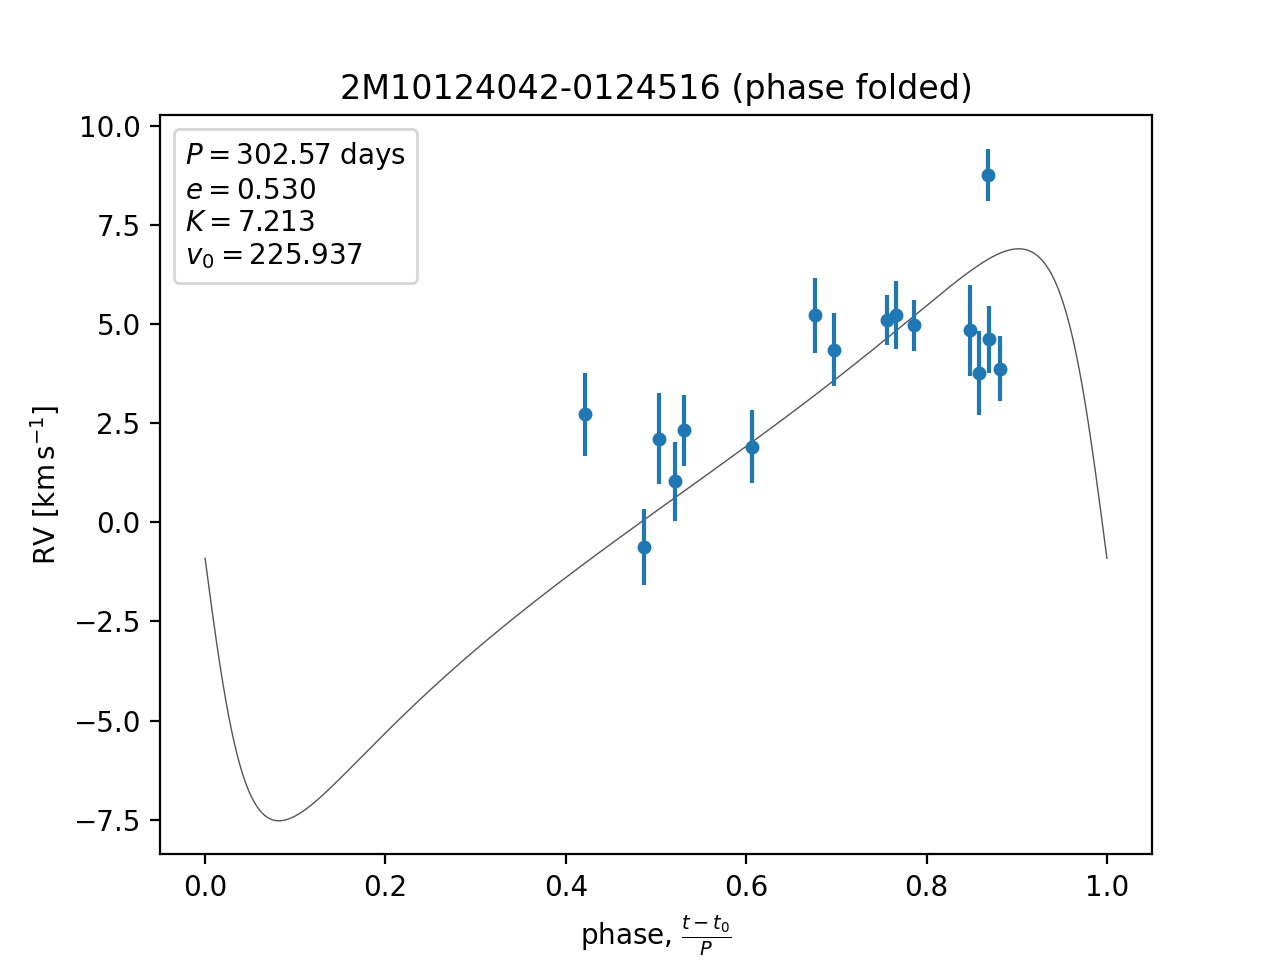 2M10124042-0124516 (phase folded)
P = 302.57 days
e = 0.530
K = 7.213
v₀ = 225.937
10.0
7.5
5.0
2.5
0.0
−2.5
−5.0
−7.5
RV [km s⁻¹]
0.0 0.2 0.4 0.6 0.8 1.0
phase, (t − t₀)/P